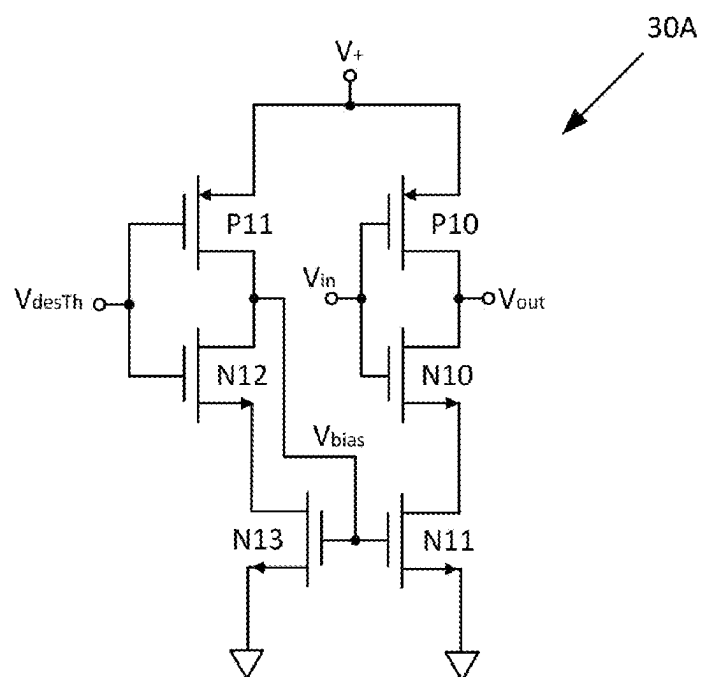 30A
V+
P11
P10
VdesTh
Vin
Vout
N12
N10
Vbias
N13
N11